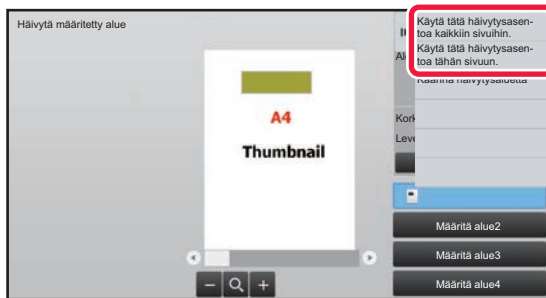 Häivytä määritetty alue
Käytä tätä häivytysasen-
toa kaikkiin sivuihin.
Käytä tätä häivytysasen-
toa tähän sivuun.
Käännä häivytysaluetta
A4
Thumbnail
Kork
Leve
Määritä alue2
Määritä alue3
Määritä alue4